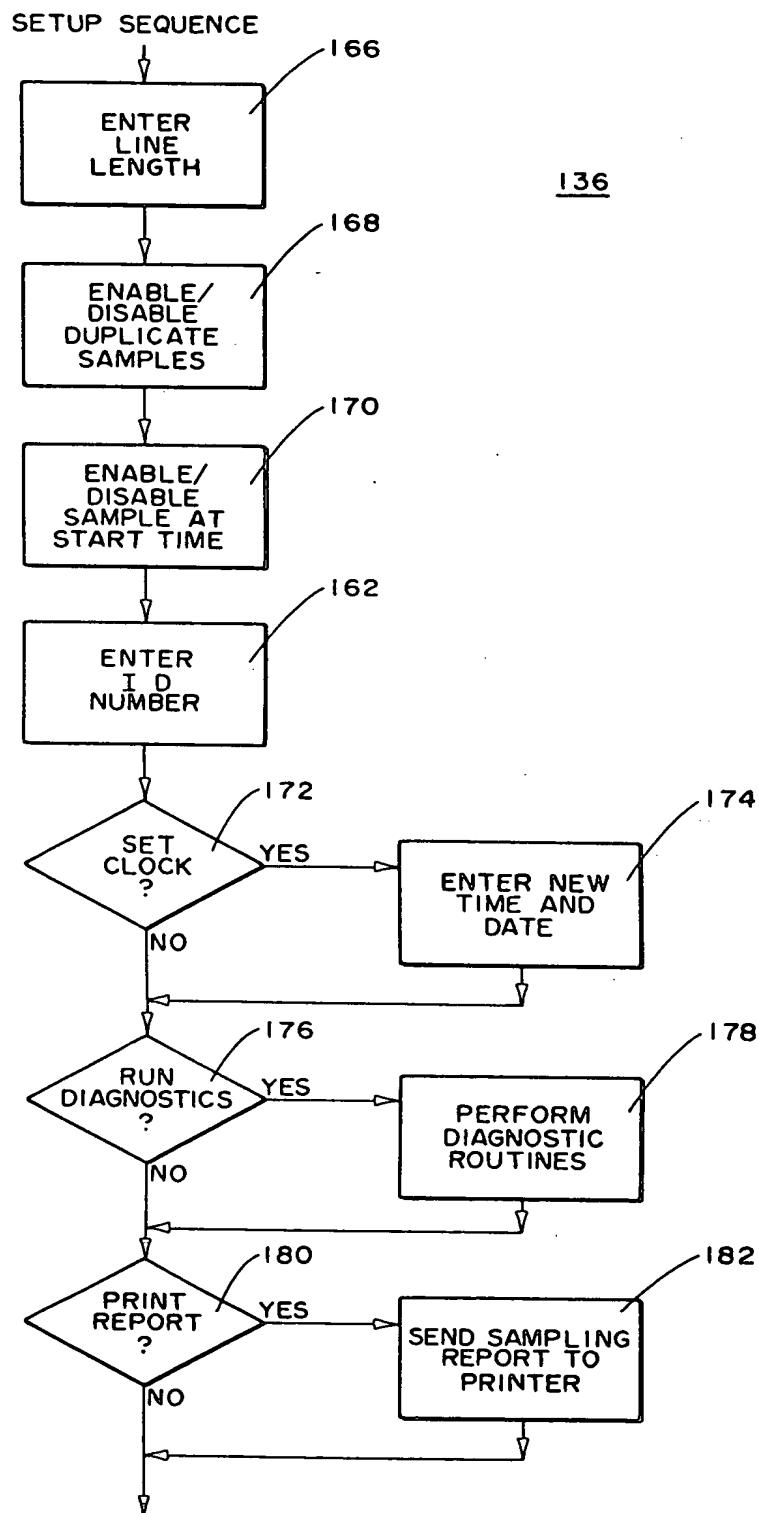 SETUP SEQUENCE
166
ENTER
LINE
LENGTH
136
168
ENABLE/
DISABLE
DUPLICATE
SAMPLES
170
ENABLE/
DISABLE
SAMPLE AT
START TIME
162
ENTER
I D
NUMBER
172
SET
CLOCK
?
YES
NO
174
ENTER NEW
TIME AND
DATE
176
RUN
DIAGNOSTICS
?
YES
NO
178
PERFORM
DIAGNOSTIC
ROUTINES
180
PRINT
REPORT
?
YES
NO
182
SEND SAMPLING
REPORT TO
PRINTER